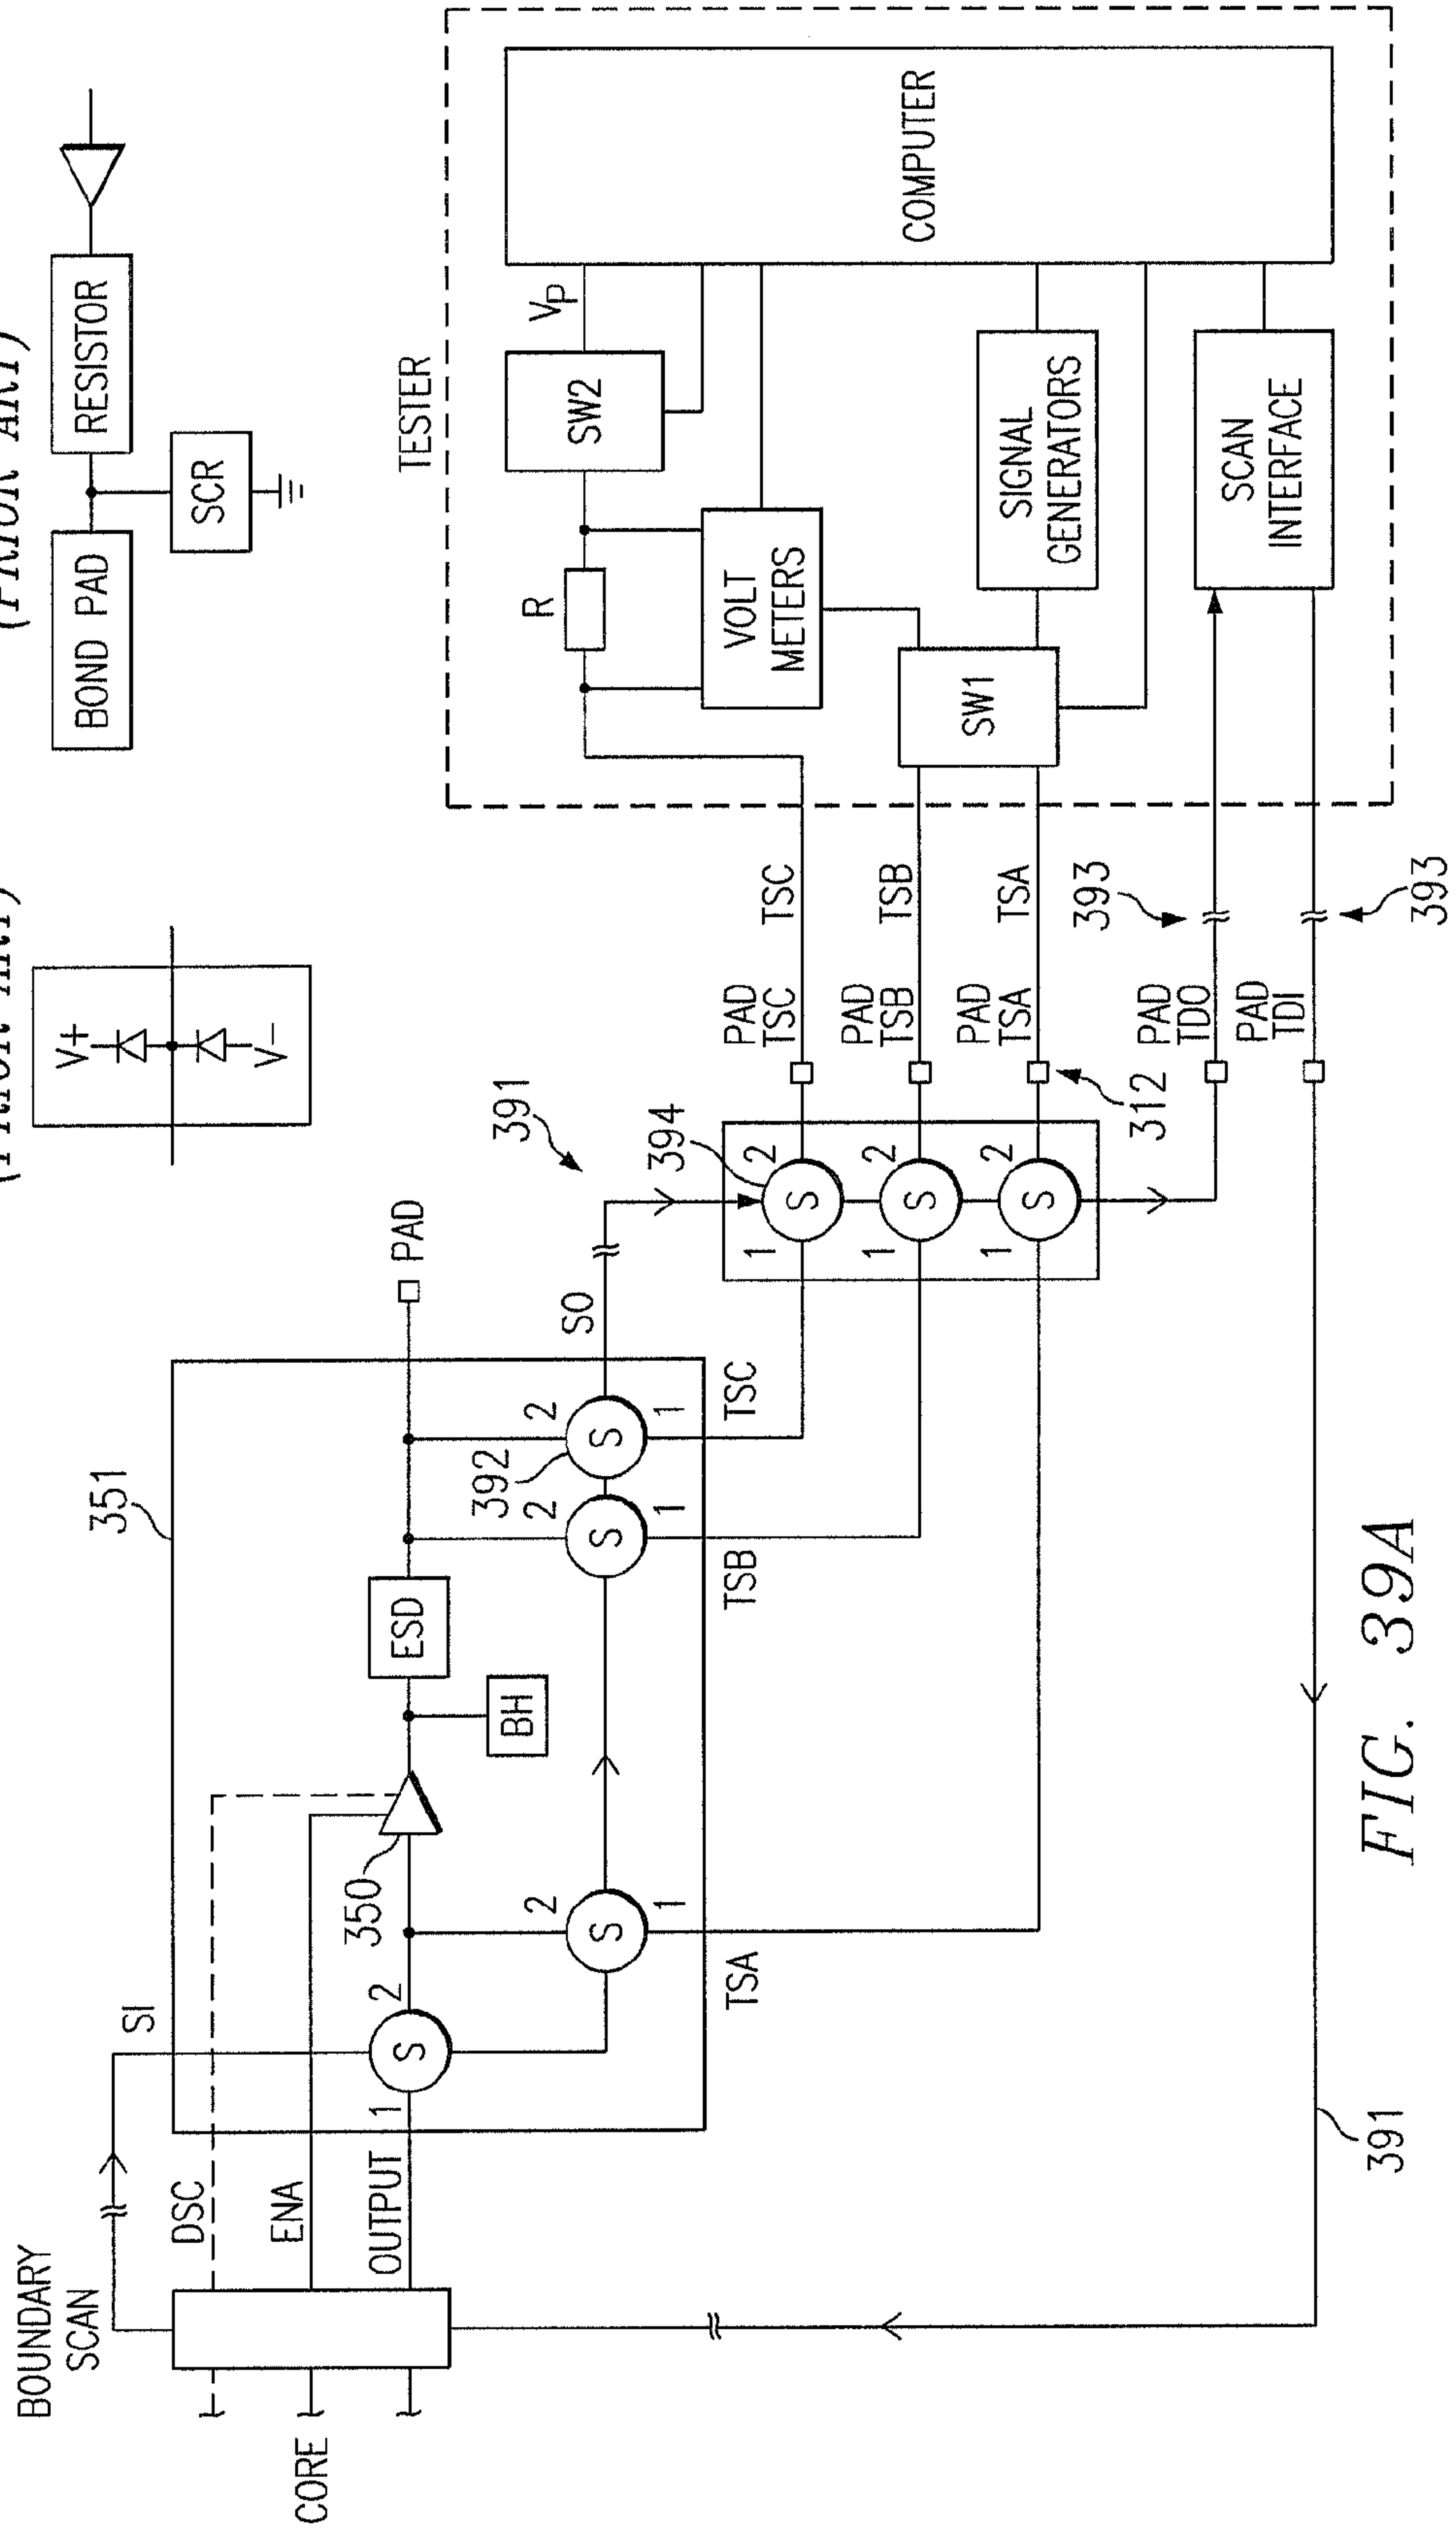 (PRIOR ART)
V+
V–
(PRIOR ART)
BOND PAD
RESISTOR
SCR
BOUNDARY
SCAN
CORE
DSC
ENA
OUTPUT
SI
351
1
S
2
350
BH
ESD
PAD
2
S
1
TSA
2
S
1
TSB
392
2
S
1
TSC
SO
391
394
1
S
2
1
S
2
1
S
2
312
PAD
TSC
TSC
PAD
TSB
TSB
PAD
TSA
TSA
PAD
TDO
393
PAD
TDI
393
391
TESTER
R
SW2
VP
VOLT
METERS
SW1
SIGNAL
GENERATORS
SCAN
INTERFACE
COMPUTER
FIG. 39A